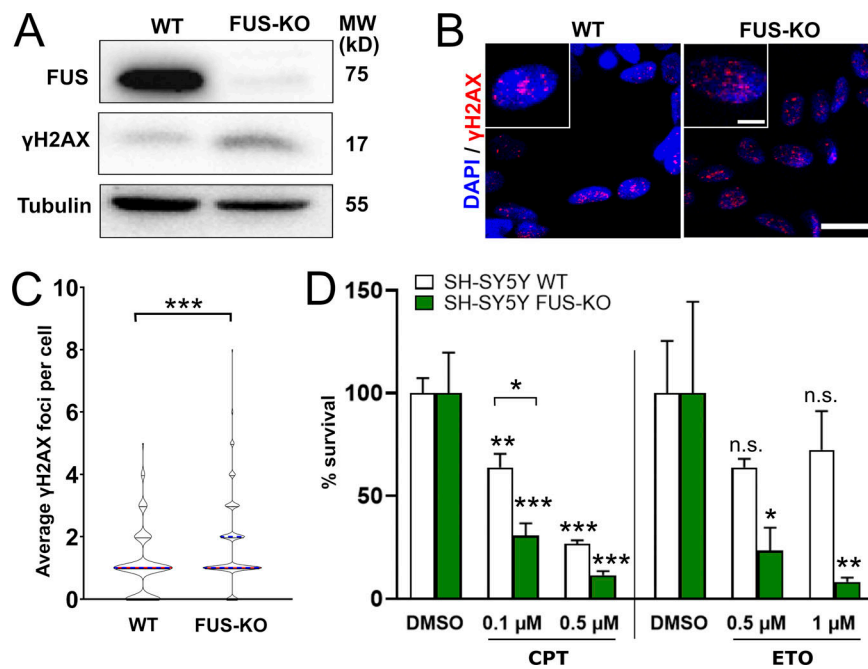 A
WT FUS-KO MW
(kD)
FUS 75
γH2AX 17
Tubulin 55
B
WT FUS-KO
DAPI / γH2AX
C
Average γH2AX foci per cell
10
8
6
4
2
0
***
WT FUS-KO
D
% survival
150
100
50
0
SH-SY5Y WT
SH-SY5Y FUS-KO
*
** *** *** ***
n.s. * n.s. **
DMSO 0.1 µM 0.5 µM DMSO 0.5 µM 1 µM
CPT ETO